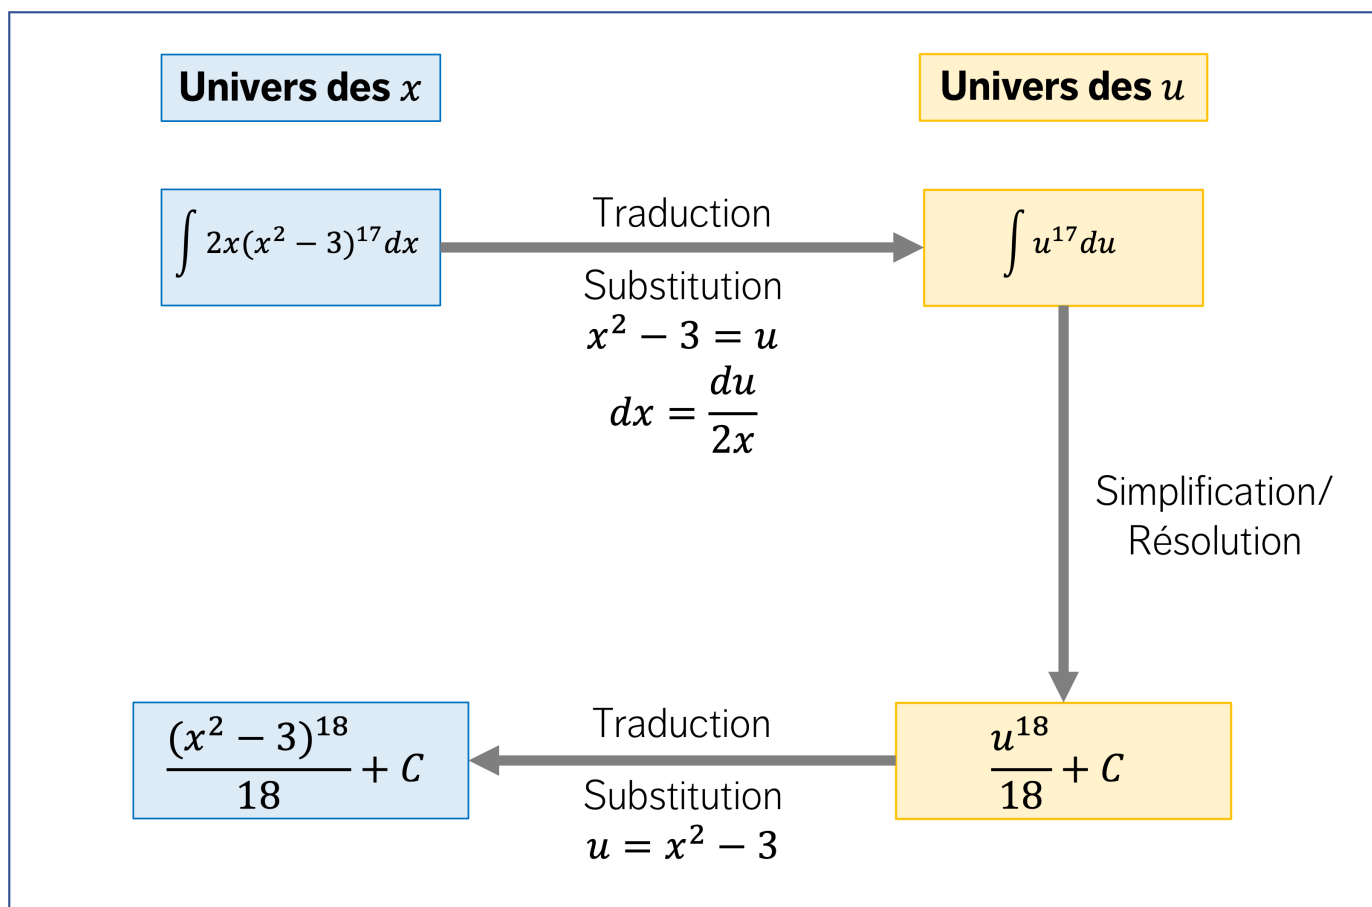 Univers des x
Univers des u
∫ 2x(x² − 3)¹⁷dx
Traduction
Substitution
x² − 3 = u
dx = du/2x
∫ u¹⁷du
Simplification/
Résolution
(x² − 3)¹⁸/18 + C
Traduction
Substitution
u = x² − 3
u¹⁸/18 + C